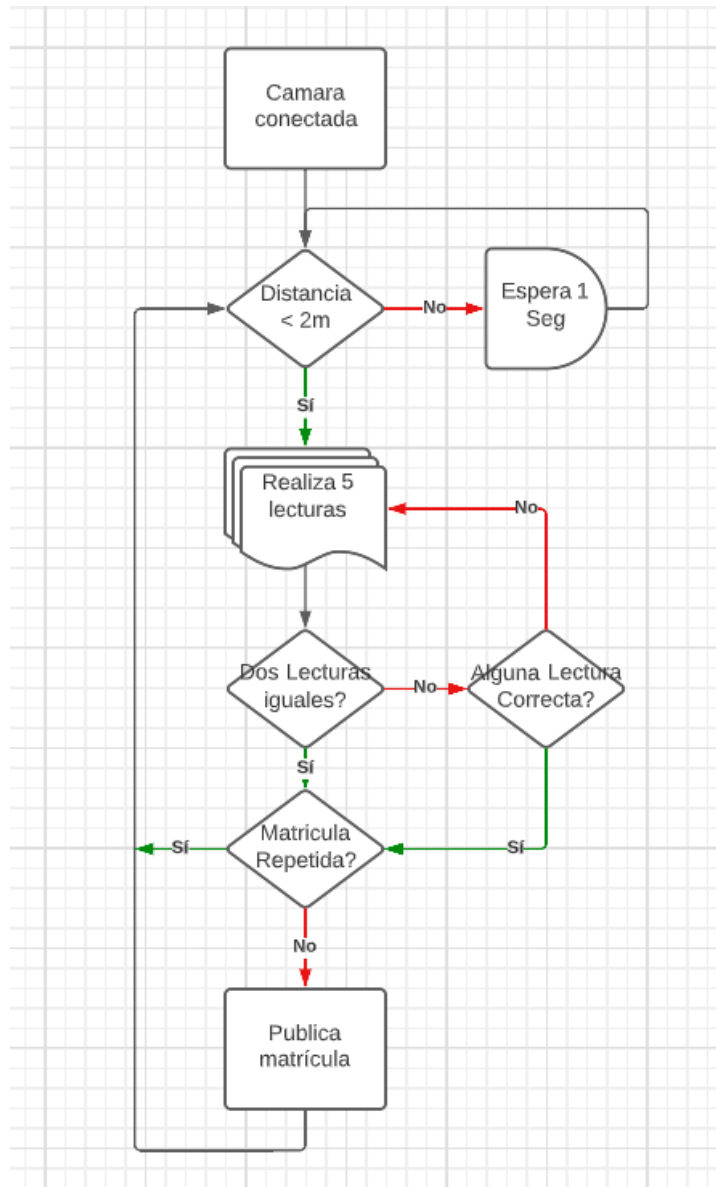 Camara
conectada
Distancia
< 2m
No
Espera 1
Seg
Sí
Realiza 5
lecturas
No
Dos Lecturas
iguales?
No
Alguna Lectura
Correcta?
Sí
Matricula
Repetida?
Sí
Sí
No
Publica
matrícula